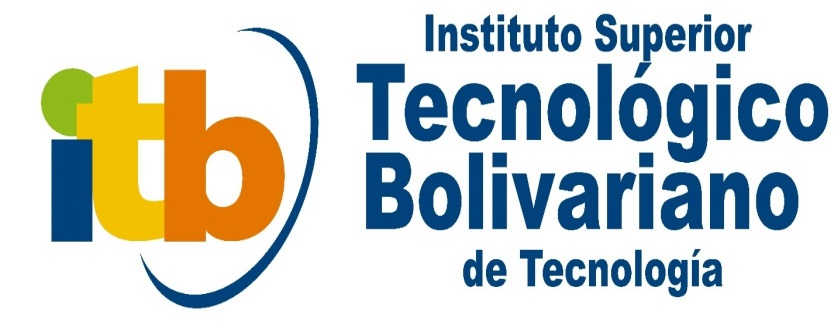 itb
Instituto Superior
Tecnológico
Bolivariano
de Tecnología